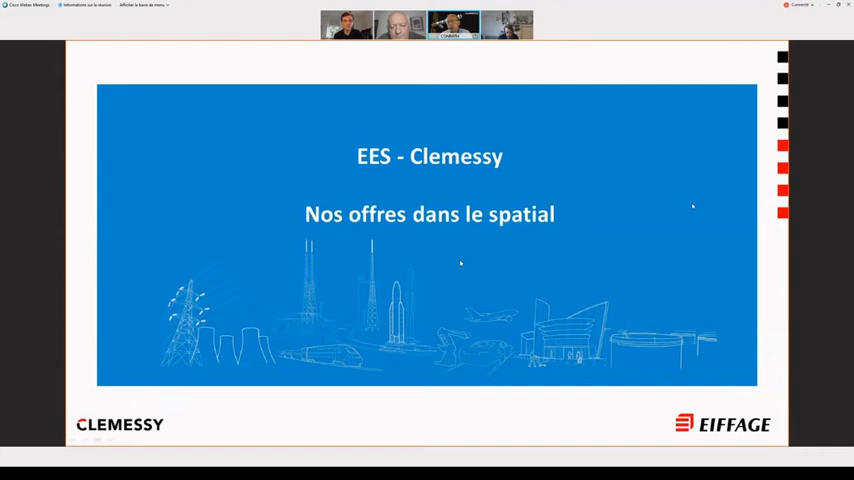 Cisco Webex Meetings
Informations sur la réunion
Afficher la barre de menu
Connecté
EES - Clemessy
Nos offres dans le spatial
CLEMESSY
EIFFAGE